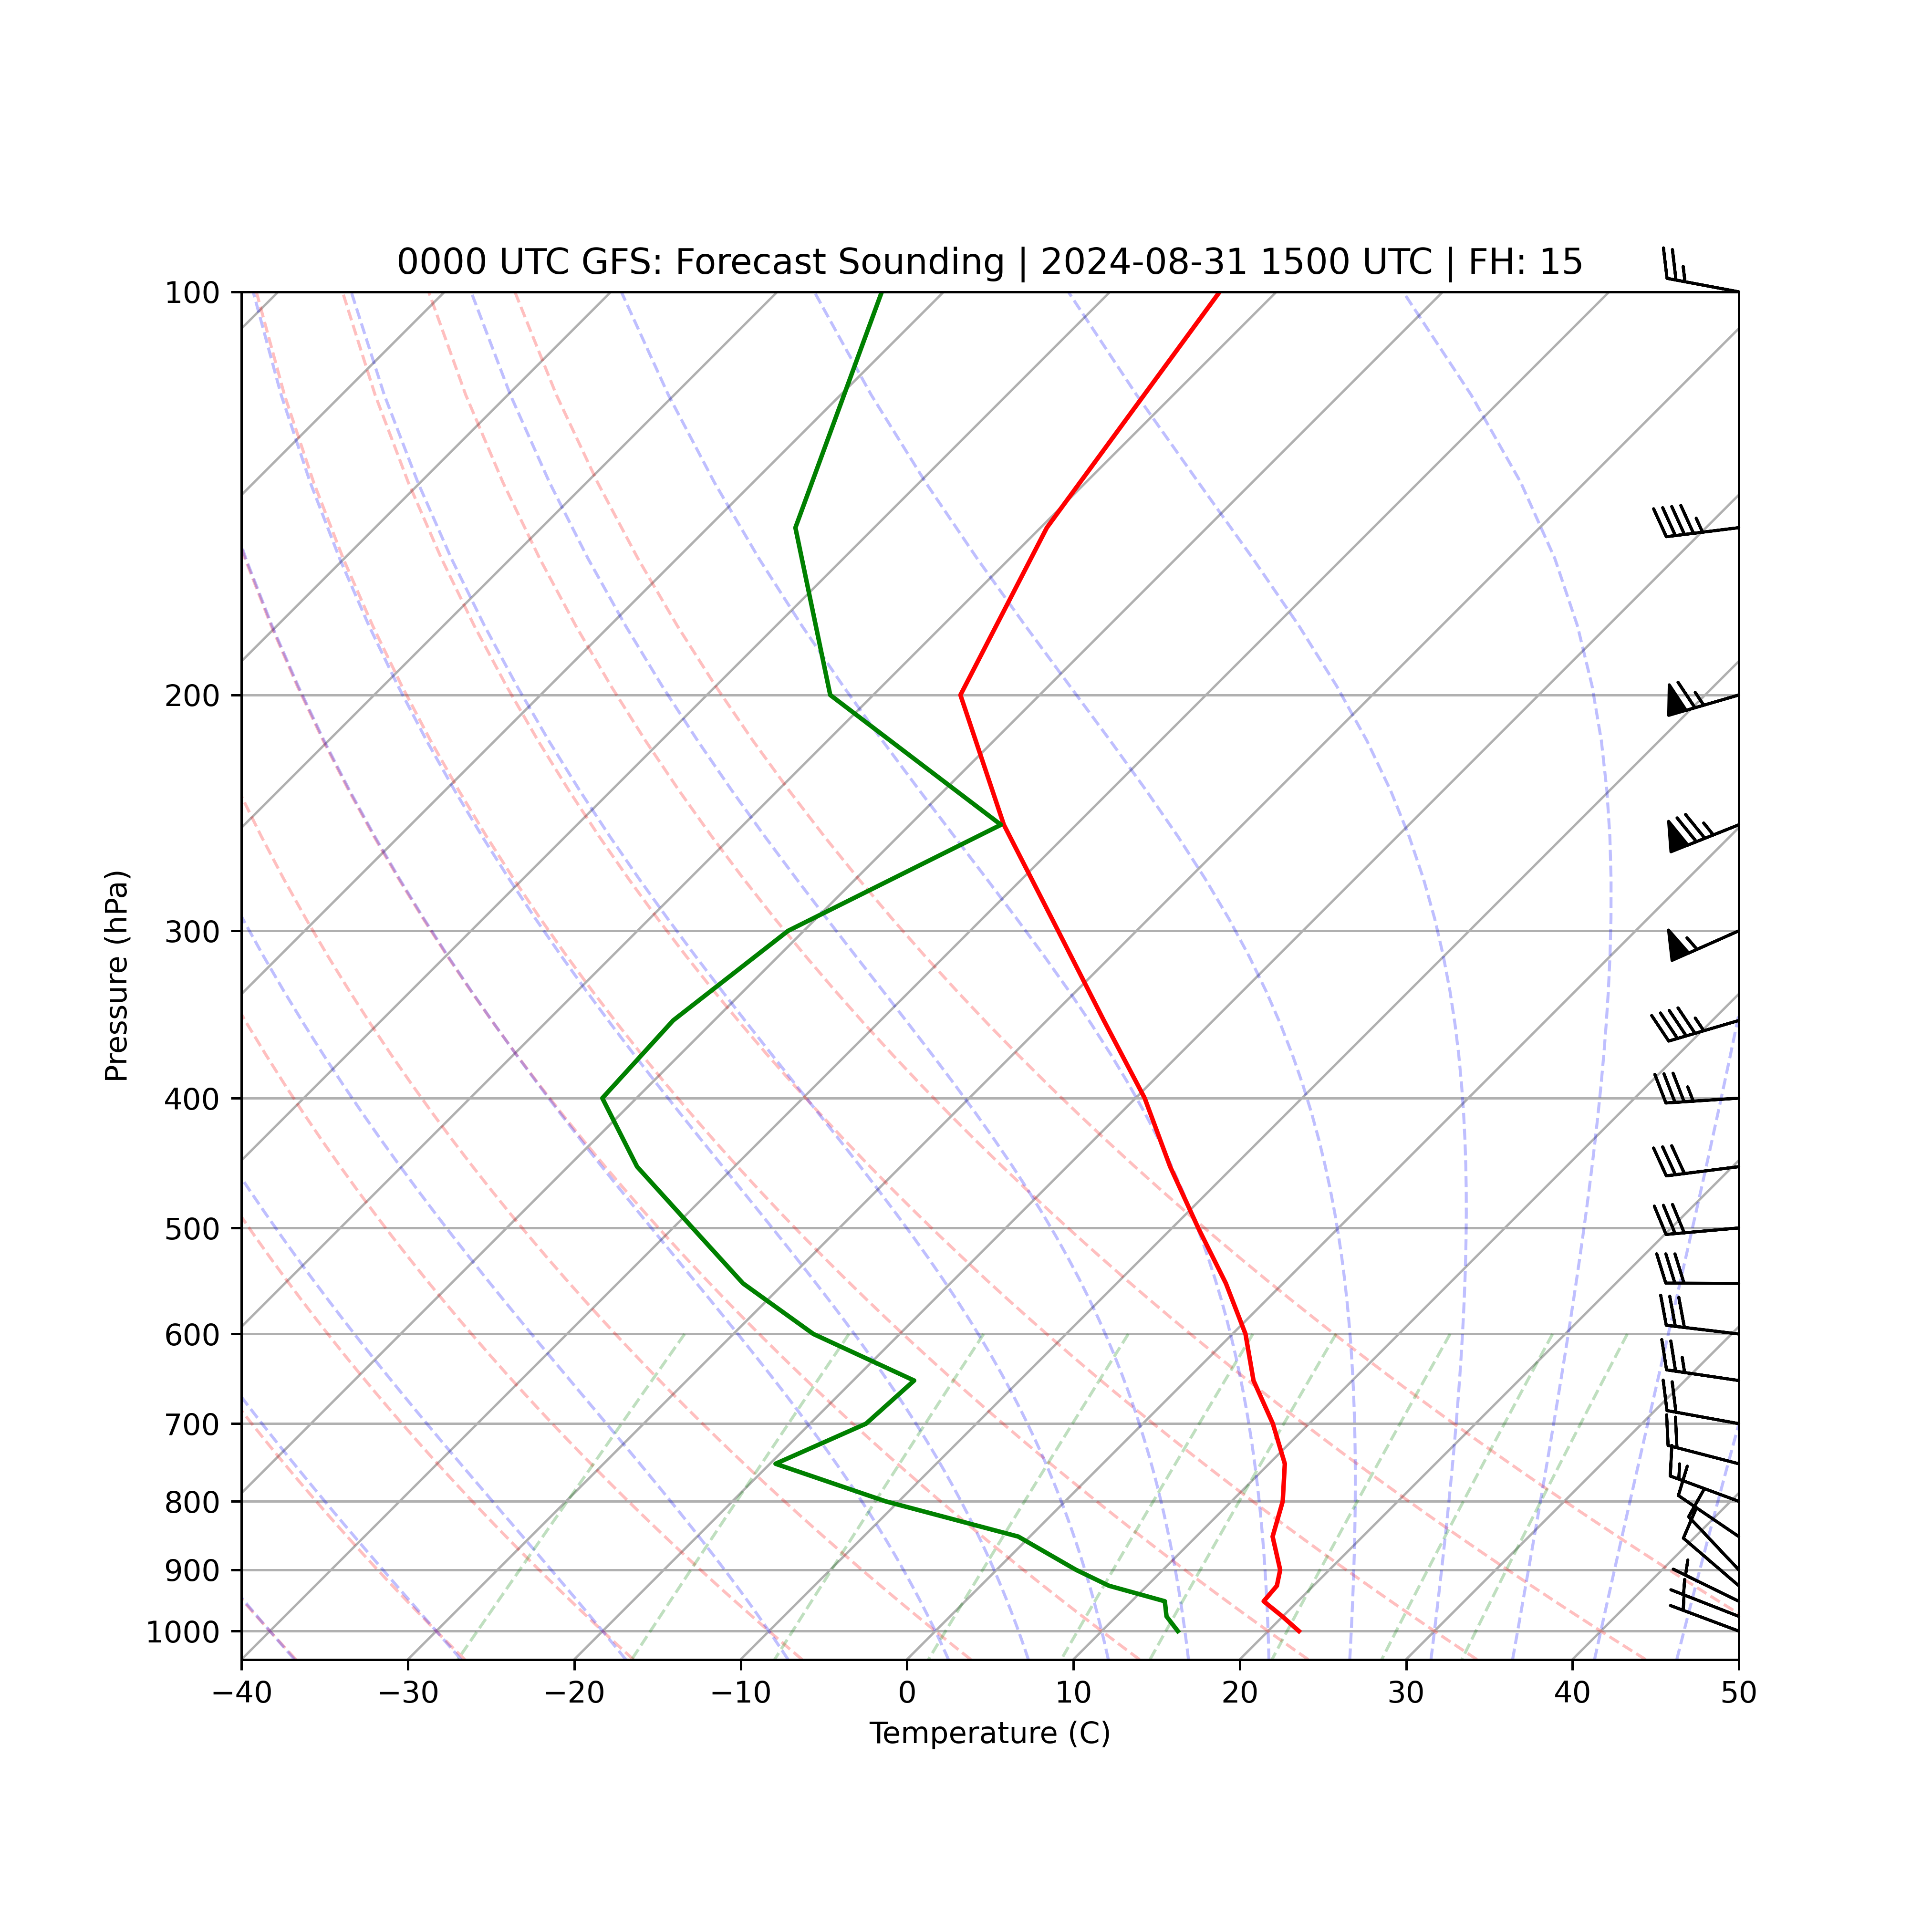 0000 UTC GFS: Forecast Sounding | 2024-08-31 1500 UTC | FH: 15
100
200
300
400
500
600
700
800
900
1000
Pressure (hPa)
−40 −30 −20 −10 0 10 20 30 40 50
Temperature (C)